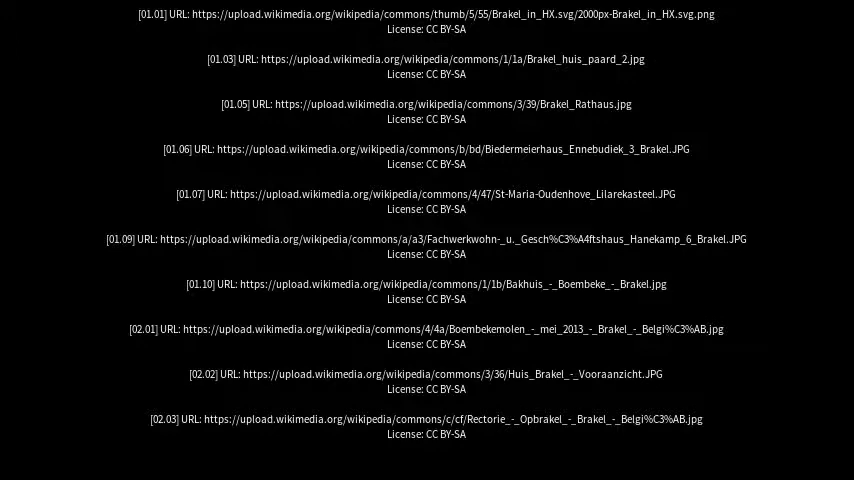 [01.01] URL: https://upload.wikimedia.org/wikipedia/commons/thumb/5/55/Brakel_in_HX.svg/2000px-Brakel_in_HX.svg.png
License: CC BY-SA
[01.03] URL: https://upload.wikimedia.org/wikipedia/commons/1/1a/Brakel_huis_paard_2.jpg
License: CC BY-SA
[01.05] URL: https://upload.wikimedia.org/wikipedia/commons/3/39/Brakel_Rathaus.jpg
License: CC BY-SA
[01.06] URL: https://upload.wikimedia.org/wikipedia/commons/b/bd/Biedermeierhaus_Ennebudiek_3_Brakel.JPG
License: CC BY-SA
[01.07] URL: https://upload.wikimedia.org/wikipedia/commons/4/47/St-Maria-Oudenhove_Lilarekasteel.JPG
License: CC BY-SA
[01.09] URL: https://upload.wikimedia.org/wikipedia/commons/a/a3/Fachwerkwohn-_u._Gesch%C3%A4ftshaus_Hanekamp_6_Brakel.JPG
License: CC BY-SA
[01.10] URL: https://upload.wikimedia.org/wikipedia/commons/1/1b/Bakhuis_-_Boembeke_-_Brakel.jpg
License: CC BY-SA
[02.01] URL: https://upload.wikimedia.org/wikipedia/commons/4/4a/Boembekemolen_-_mei_2013_-_Brakel_-_Belgi%C3%AB.jpg
License: CC BY-SA
[02.02] URL: https://upload.wikimedia.org/wikipedia/commons/3/36/Huis_Brakel_-_Vooraanzicht.JPG
License: CC BY-SA
[02.03] URL: https://upload.wikimedia.org/wikipedia/commons/c/cf/Rectorie_-_Opbrakel_-_Brakel_-_Belgi%C3%AB.jpg
License: CC BY-SA